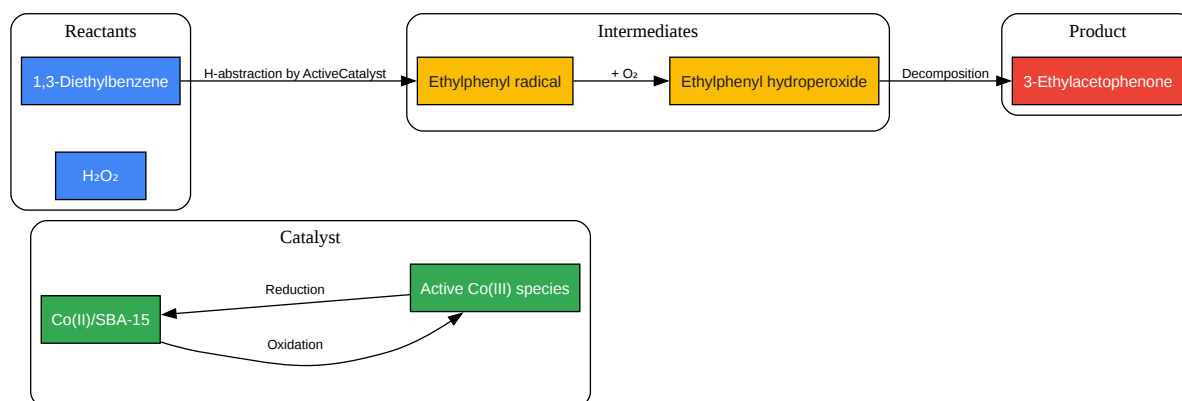 Reactants
Intermediates
Product
1,3-Diethylbenzene
H-abstraction by ActiveCatalyst
Ethylphenyl radical
+ O₂
Ethylphenyl hydroperoxide
Decomposition
3-Ethylacetophenone
H₂O₂
Catalyst
Co(II)/SBA-15
Reduction
Active Co(III) species
Oxidation